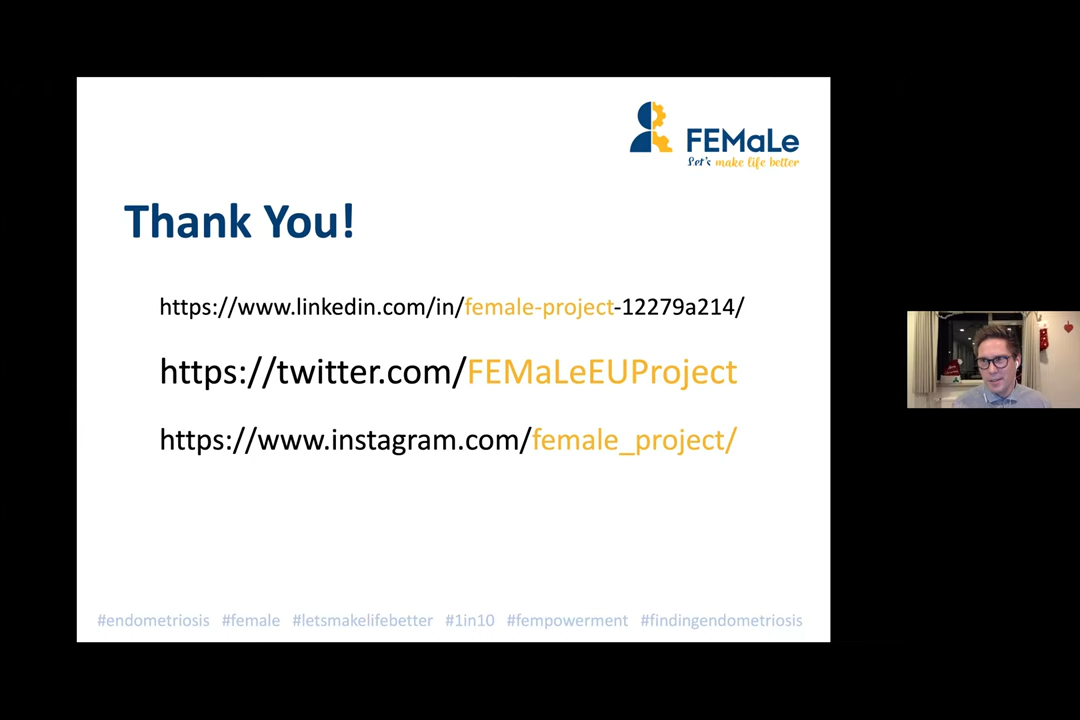 FEMaLe
Let's make life better
Thank You!
https://www.linkedin.com/in/female-project-12279a214/
https://twitter.com/FEMaLeEUProject
https://www.instagram.com/female_project/
#endometriosis #female #letsmakelifebetter #1in10 #fempowerment #findingendometriosis